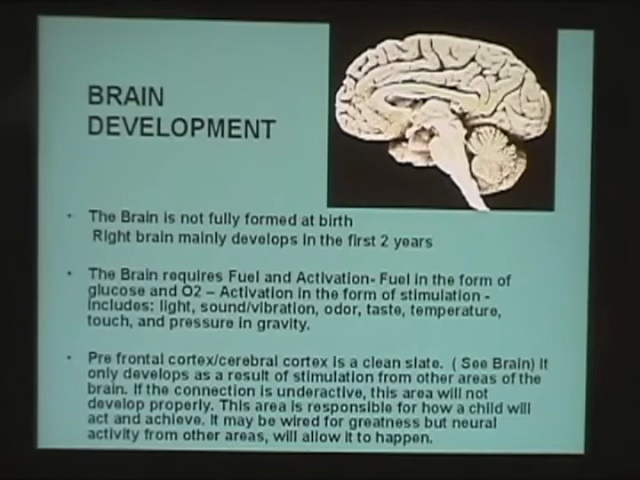 BRAIN
DEVELOPMENT
• The Brain is not fully formed at birth
Right brain mainly develops in the first 2 years
• The Brain requires Fuel and Activation- Fuel in the form of
glucose and O2 – Activation in the form of stimulation -
Includes: light, sound/vibration, odor, taste, temperature,
touch, and pressure in gravity.
• Pre frontal cortex/cerebral cortex is a clean slate. ( See Brain) It
only develops as a result of stimulation from other areas of the
brain. If the connection is underactive, this area will not
develop properly. This area is responsible for how a child will
act and achieve. It may be wired for greatness but neural
activity from other areas, will allow it to happen.